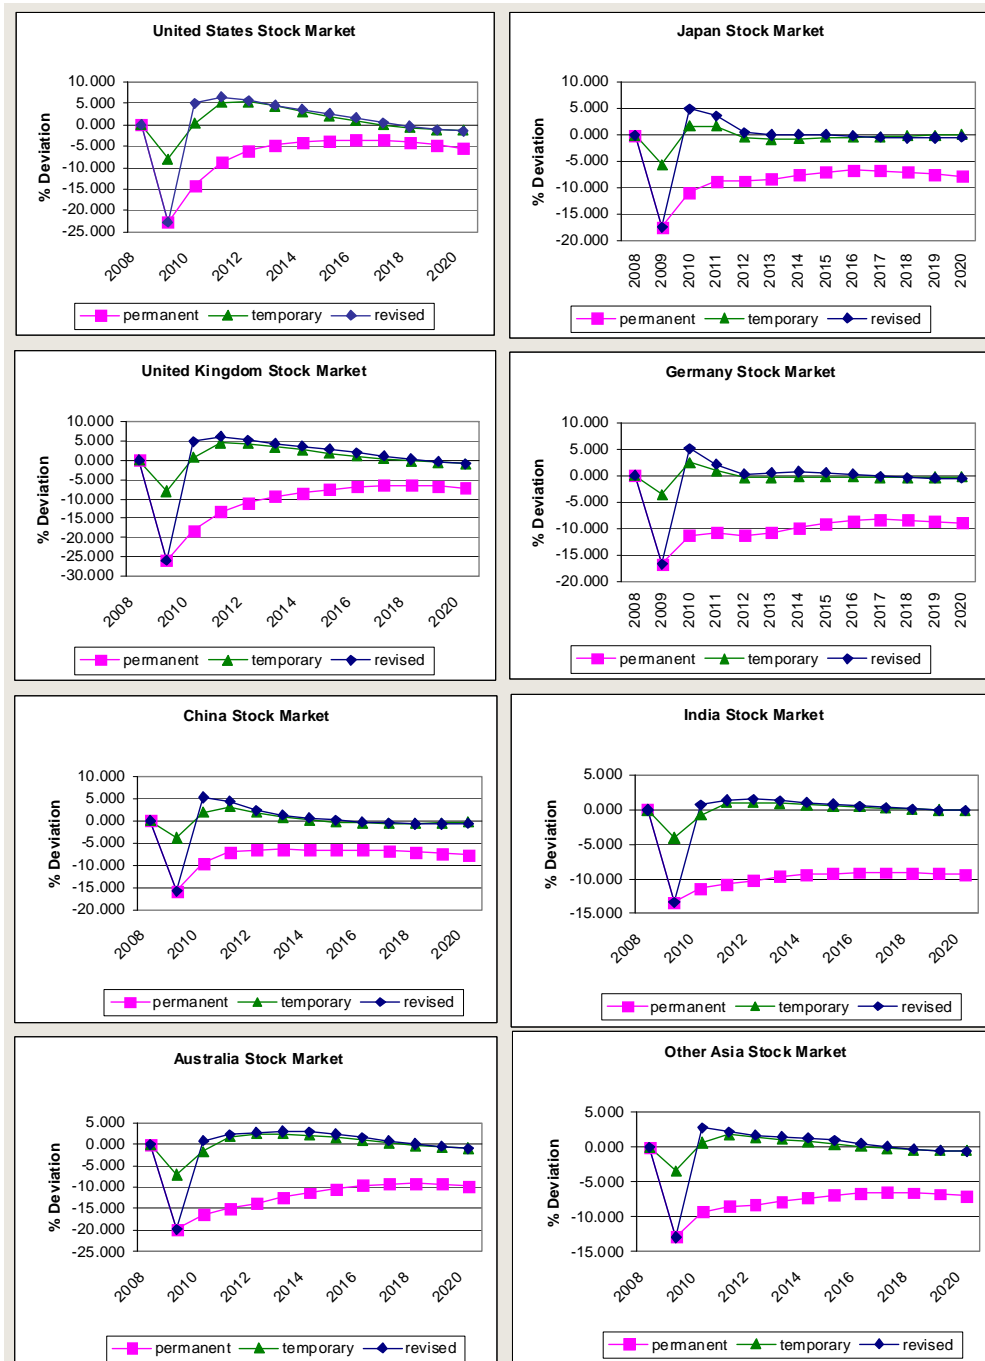 United States Stock Market
10.000
5.000
0.000
-5.000
-10.000
-15.000
-20.000
-25.000
% Deviation
2008 2010 2012 2014 2016 2018 2020
permanent temporary revised
Japan Stock Market
10.000
5.000
0.000
-5.000
-10.000
-15.000
-20.000
% Deviation
2008 2009 2010 2011 2012 2013 2014 2015 2016 2017 2018 2019 2020
permanent temporary revised
United Kingdom Stock Market
10.000
5.000
0.000
-5.000
-10.000
-15.000
-20.000
-25.000
-30.000
% Deviation
2008 2010 2012 2014 2016 2018 2020
permanent temporary revised
Germany Stock Market
10.000
5.000
0.000
-5.000
-10.000
-15.000
-20.000
% Deviation
2008 2009 2010 2011 2012 2013 2014 2015 2016 2017 2018 2019 2020
permanent temporary revised
China Stock Market
10.000
5.000
0.000
-5.000
-10.000
-15.000
-20.000
% Deviation
2008 2010 2012 2014 2016 2018 2020
permanent temporary revised
India Stock Market
5.000
0.000
-5.000
-10.000
-15.000
% Deviation
2008 2010 2012 2014 2016 2018 2020
permanent temporary revised
Australia Stock Market
5.000
0.000
-5.000
-10.000
-15.000
-20.000
-25.000
% Deviation
2008 2010 2012 2014 2016 2018 2020
permanent temporary revised
Other Asia Stock Market
5.000
0.000
-5.000
-10.000
-15.000
% Deviation
2008 2010 2012 2014 2016 2018 2020
permanent temporary revised